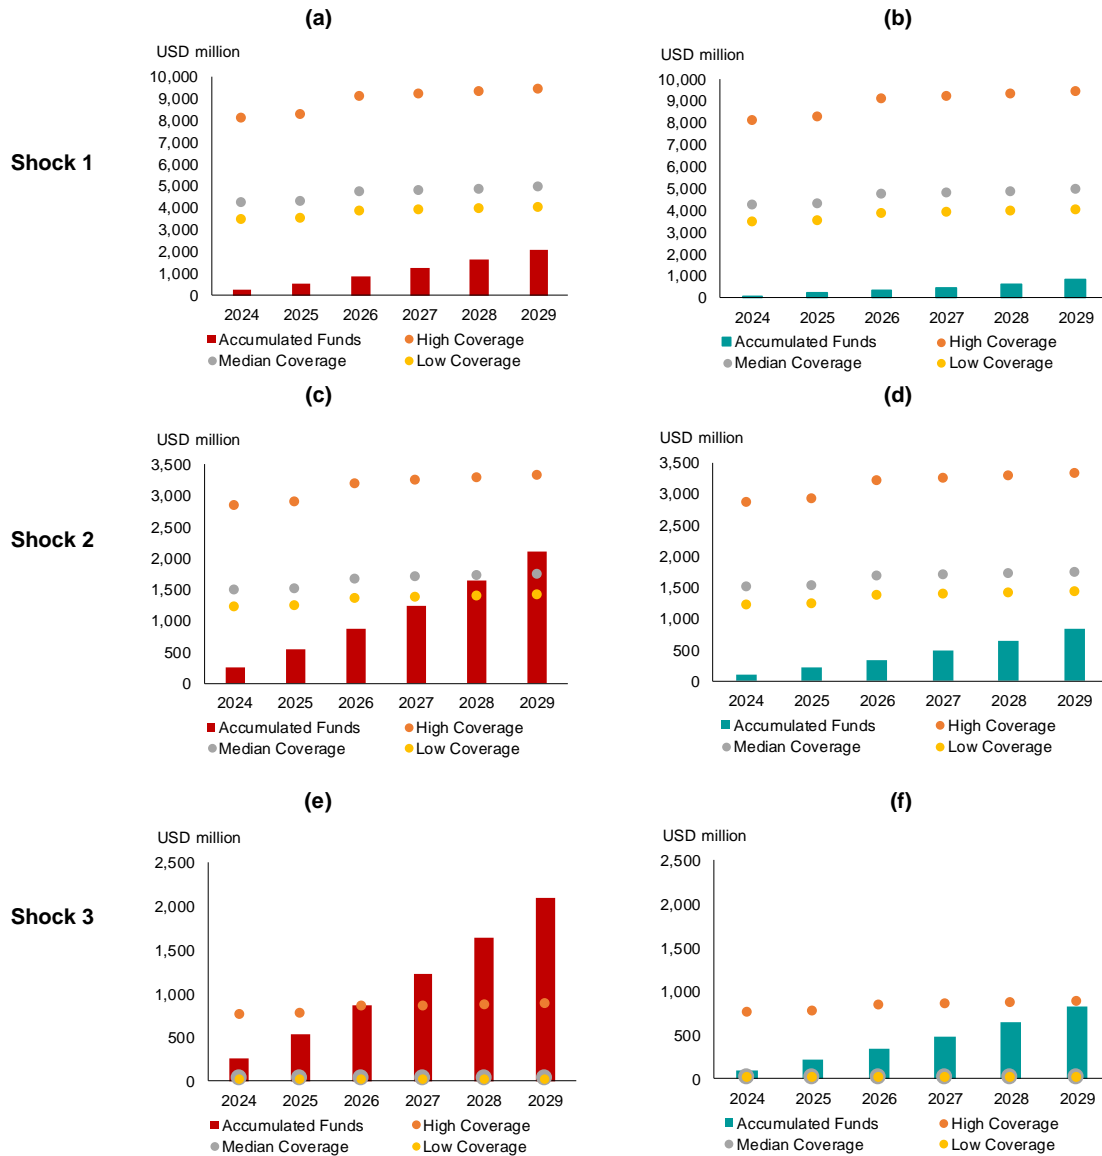 (a)
(b)
Shock 1
USD million
10,000
9,000
8,000
7,000
6,000
5,000
4,000
3,000
2,000
1,000
0
2024 2025 2026 2027 2028 2029
Accumulated Funds High Coverage
Median Coverage Low Coverage
USD million
10,000
9,000
8,000
7,000
6,000
5,000
4,000
3,000
2,000
1,000
0
2024 2025 2026 2027 2028 2029
Accumulated Funds High Coverage
Median Coverage Low Coverage
(c)
(d)
Shock 2
USD million
3,500
3,000
2,500
2,000
1,500
1,000
500
0
2024 2025 2026 2027 2028 2029
Accumulated Funds High Coverage
Median Coverage Low Coverage
USD million
3,500
3,000
2,500
2,000
1,500
1,000
500
0
2024 2025 2026 2027 2028 2029
Accumulated Funds High Coverage
Median Coverage Low Coverage
(e)
(f)
Shock 3
USD million
2,500
2,000
1,500
1,000
500
0
2024 2025 2026 2027 2028 2029
Accumulated Funds High Coverage
Median Coverage Low Coverage
USD million
2,500
2,000
1,500
1,000
500
0
2024 2025 2026 2027 2028 2029
Accumulated Funds High Coverage
Median Coverage Low Coverage